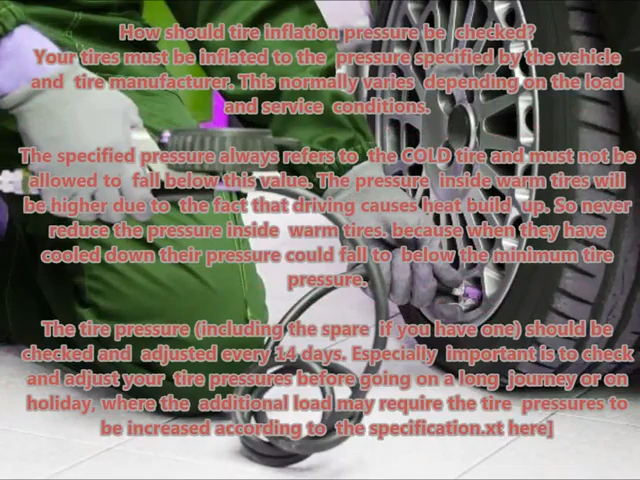 How should tire inflation pressure be checked?
Your tires must be inflated to the pressure specified by the vehicle
and tire manufacturer. This normally varies depending on the load
and service conditions.
The specified pressure always refers to the COLD tire and must not be
allowed to fall below this value. The pressure inside warm tires will
be higher due to the fact that driving causes heat build up. So never
reduce the pressure inside warm tires. because when they have
cooled down their pressure could fall to below the minimum tire
pressure.
The tire pressure (including the spare if you have one) should be
checked and adjusted every 14 days. Especially important is to check
and adjust your tire pressures before going on a long journey or on
holiday, where the additional load may require the tire pressures to
be increased according to the specification.xt here]